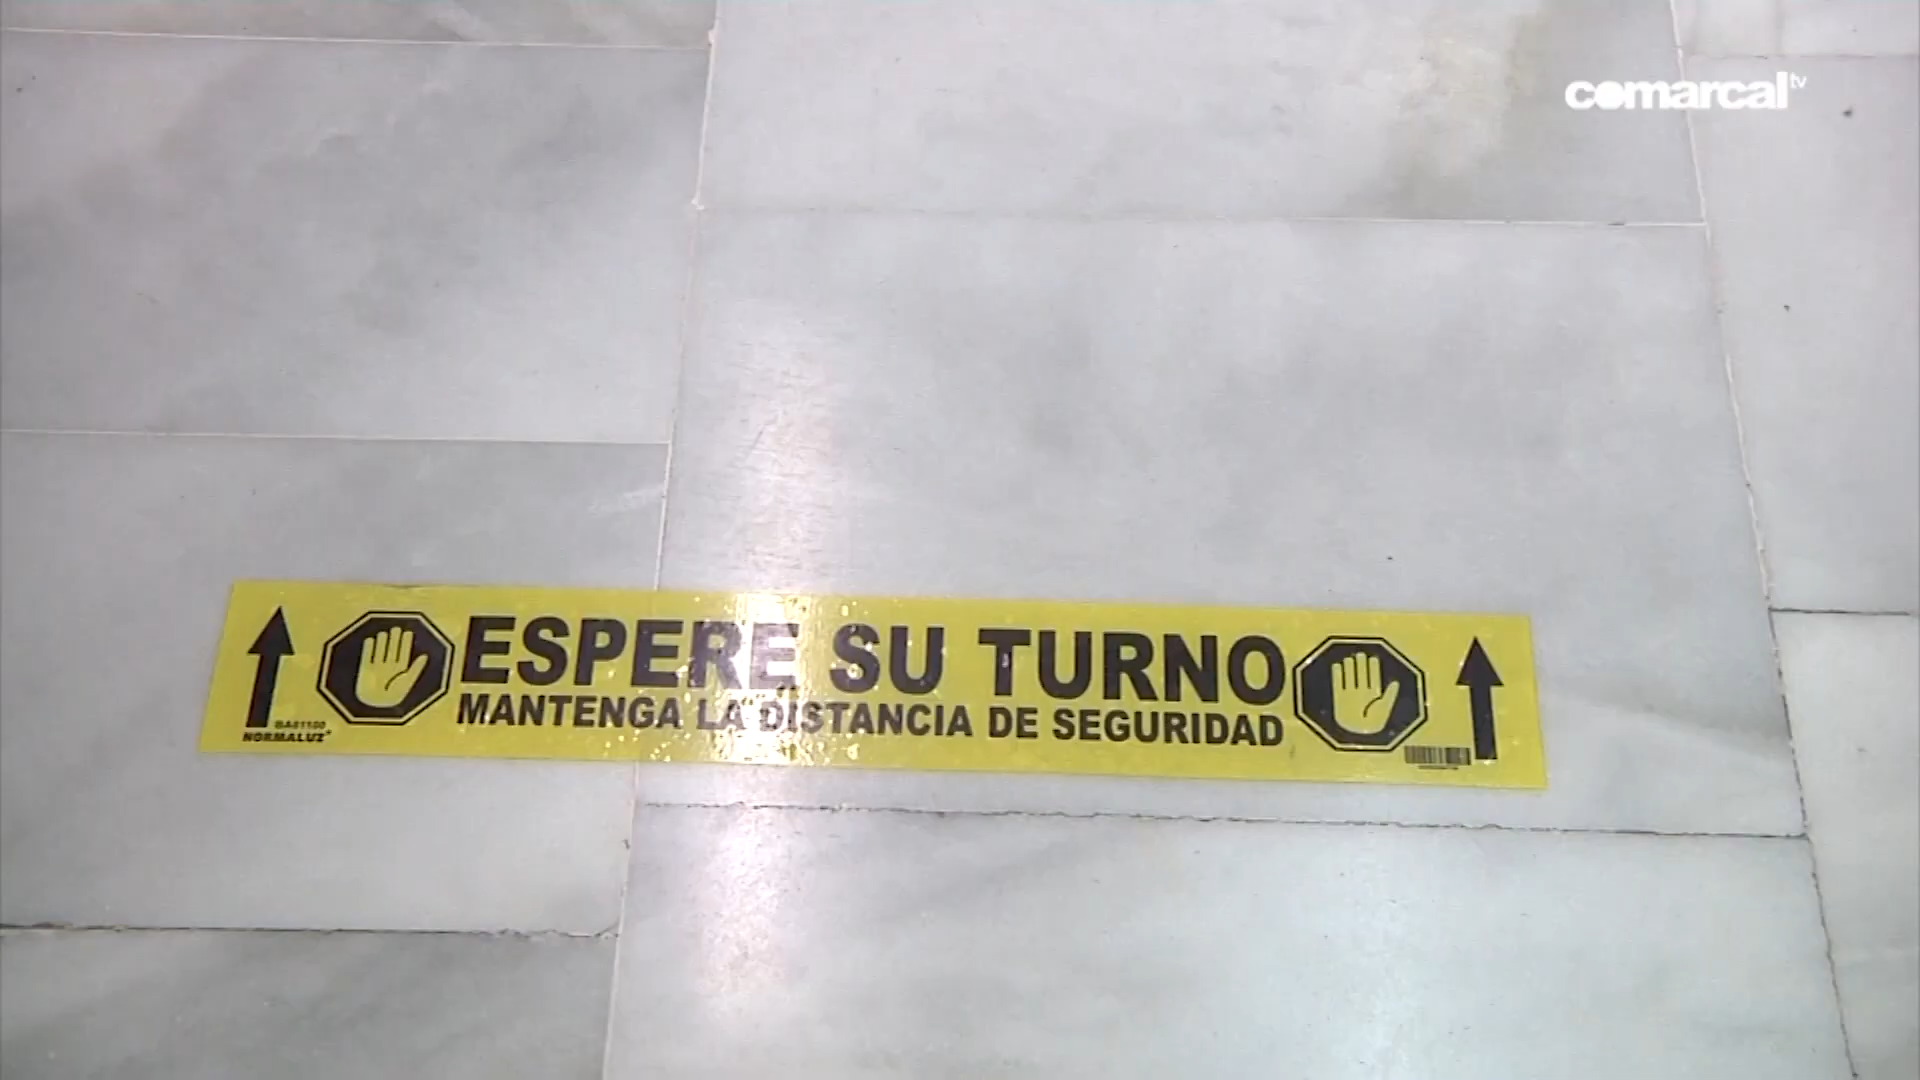 comarcal tv
ESPERE SU TURNO
MANTENGA LA DISTANCIA DE SEGURIDAD
NORMALUZ